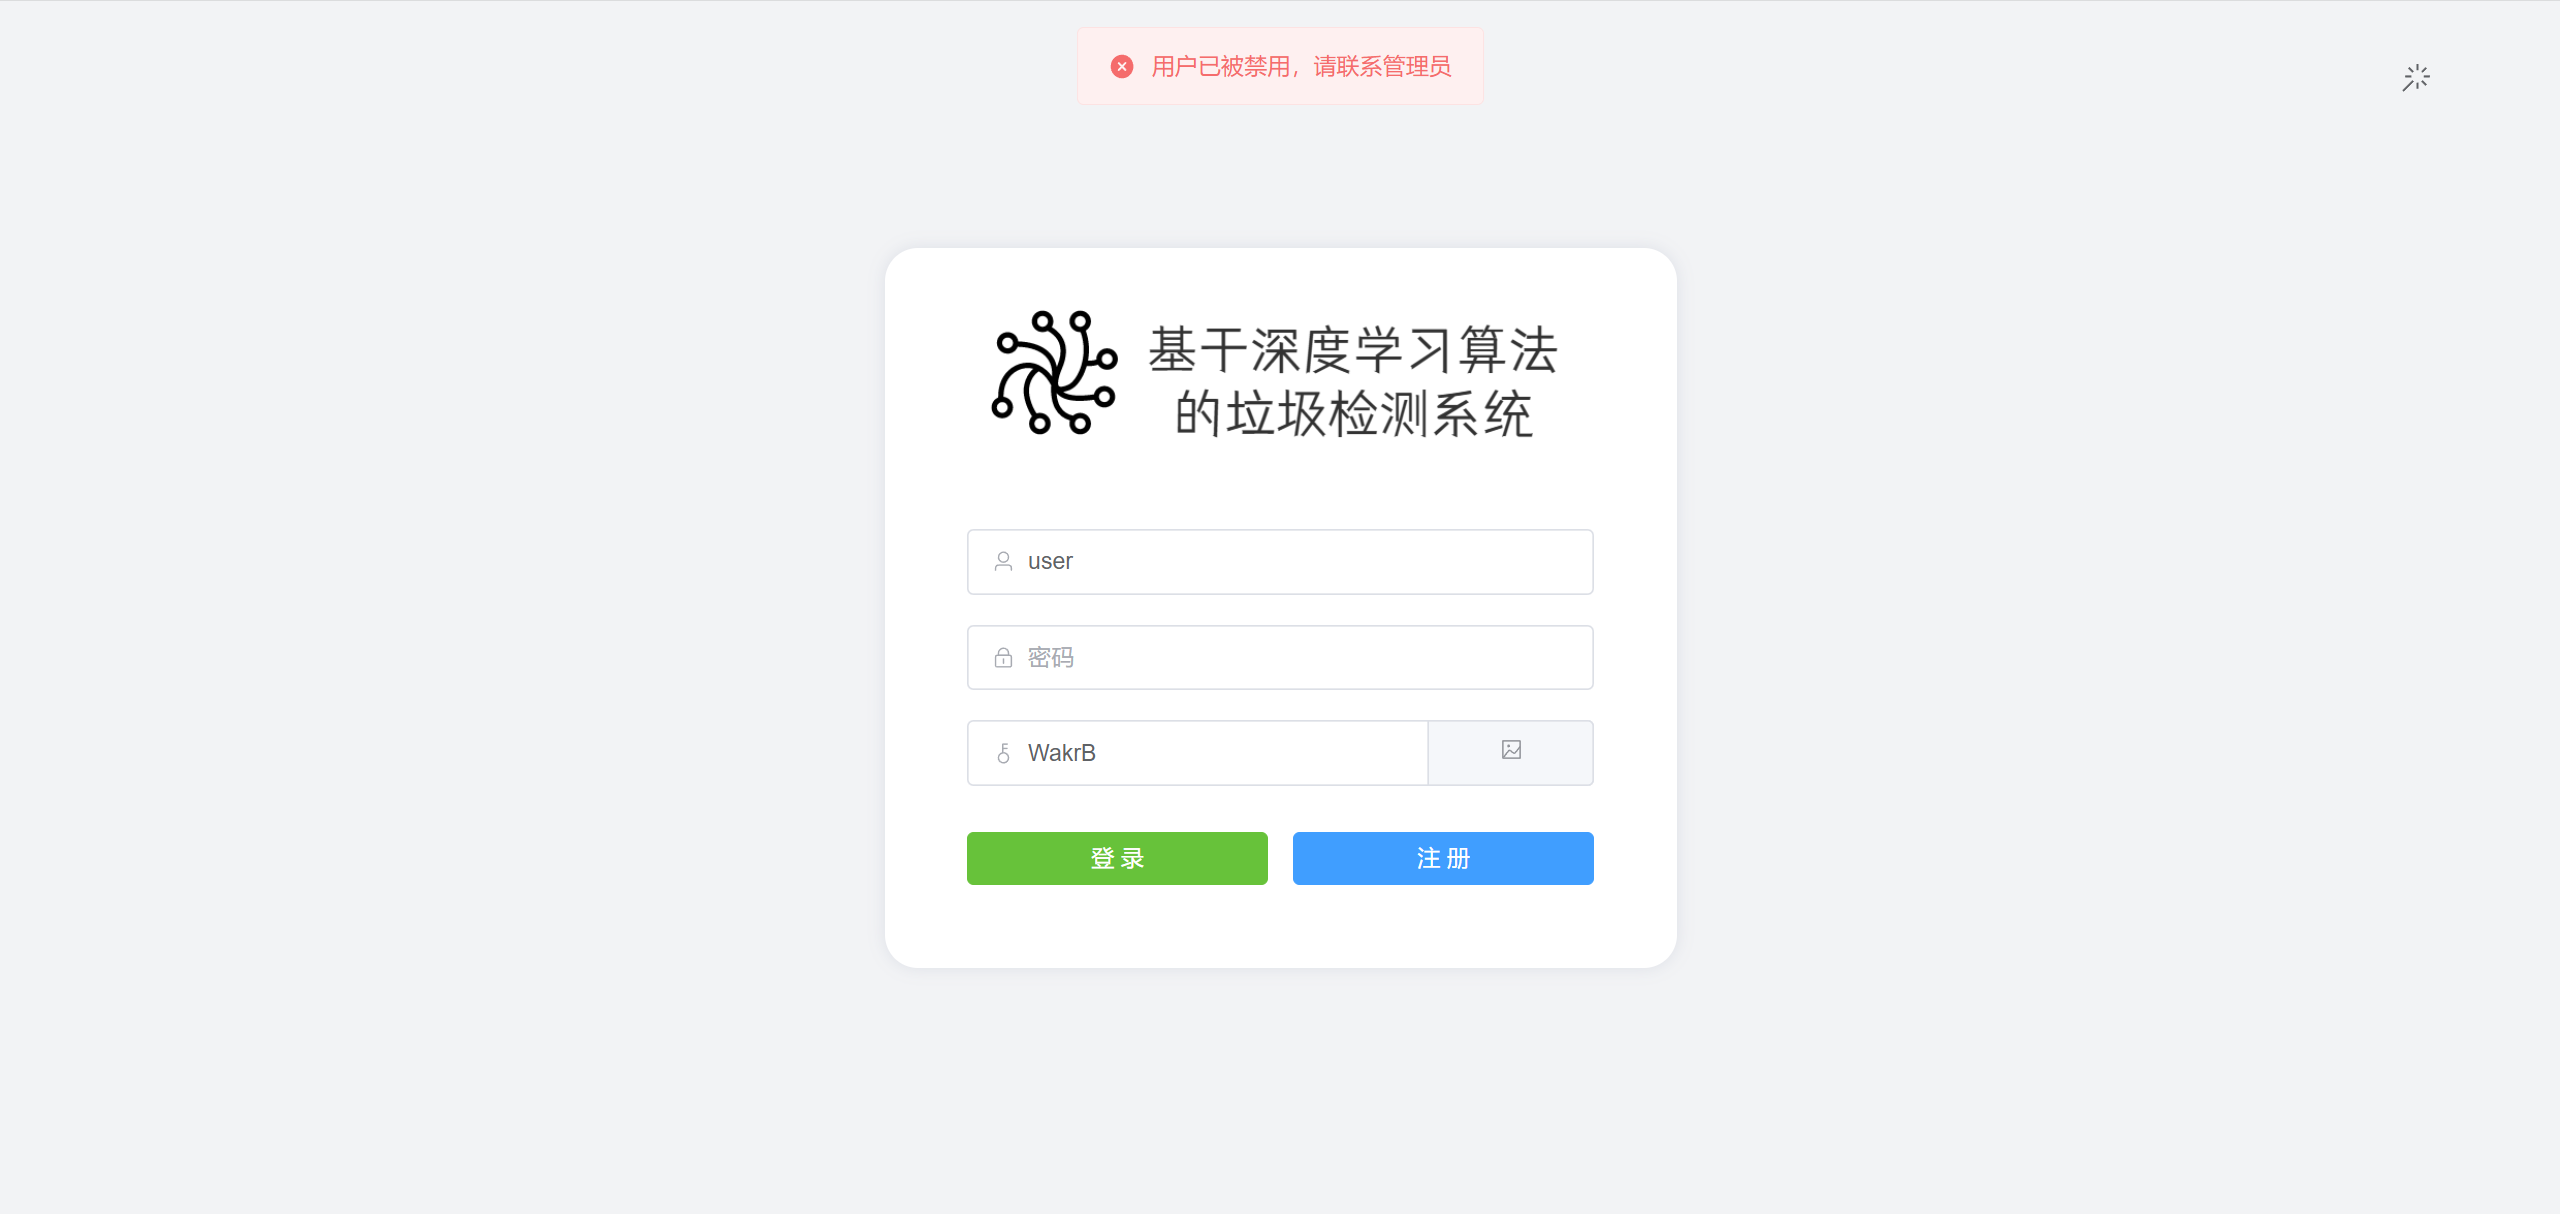 用户已被禁用，请联系管理员
基于深度学习算法
的垃圾检测系统
user
密码
WakrB
登 录
注 册